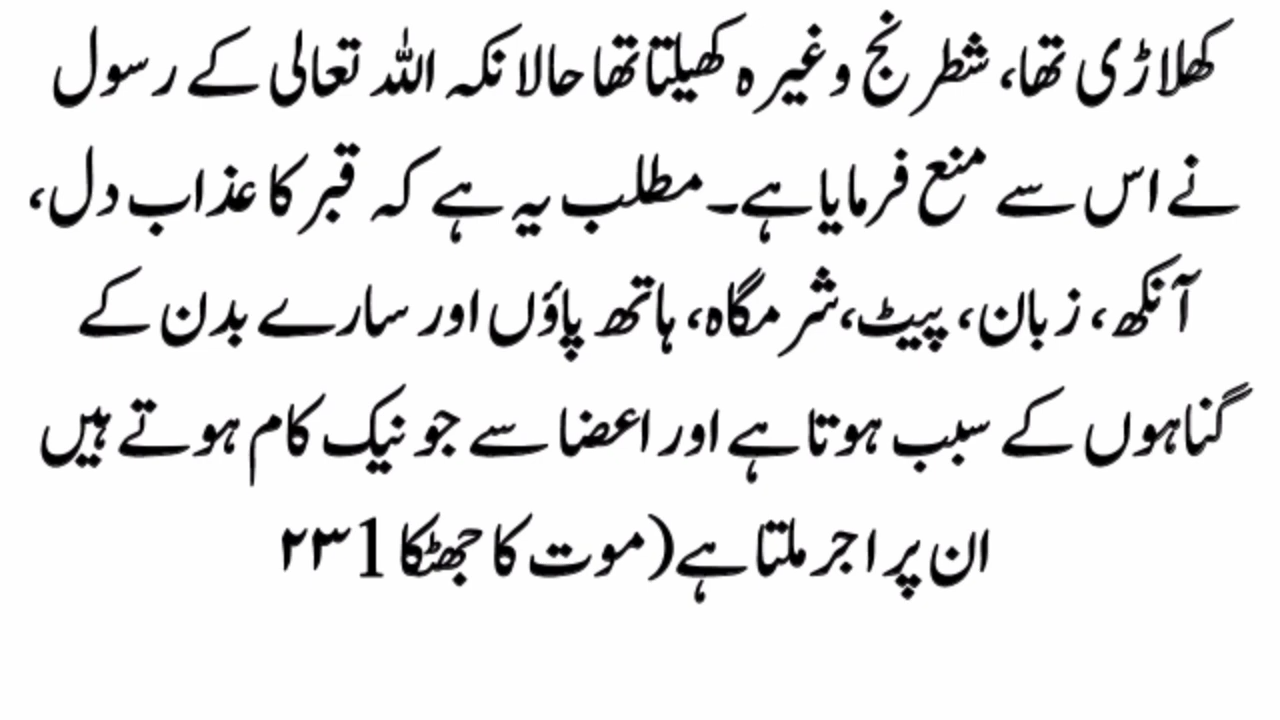 کھلاڑی تھا، شطرنج وغیرہ کھیلتا تھا حالانکہ اللہ تعالی کے رسول
نے اس سے منع فرمایا ہے۔ مطلب یہ ہے کہ قبر کا عذاب دل،
آنکھ، زبان، پیٹ،شرمگاہ، ہاتھ پاؤں اور سارے بدن کے
گناہوں کے سبب ہوتا ہے اور اعضا سے جو نیک کام ہوتے ہیں
ان پر اجر ملتا ہے(موت کا جھٹکا 1۲۳